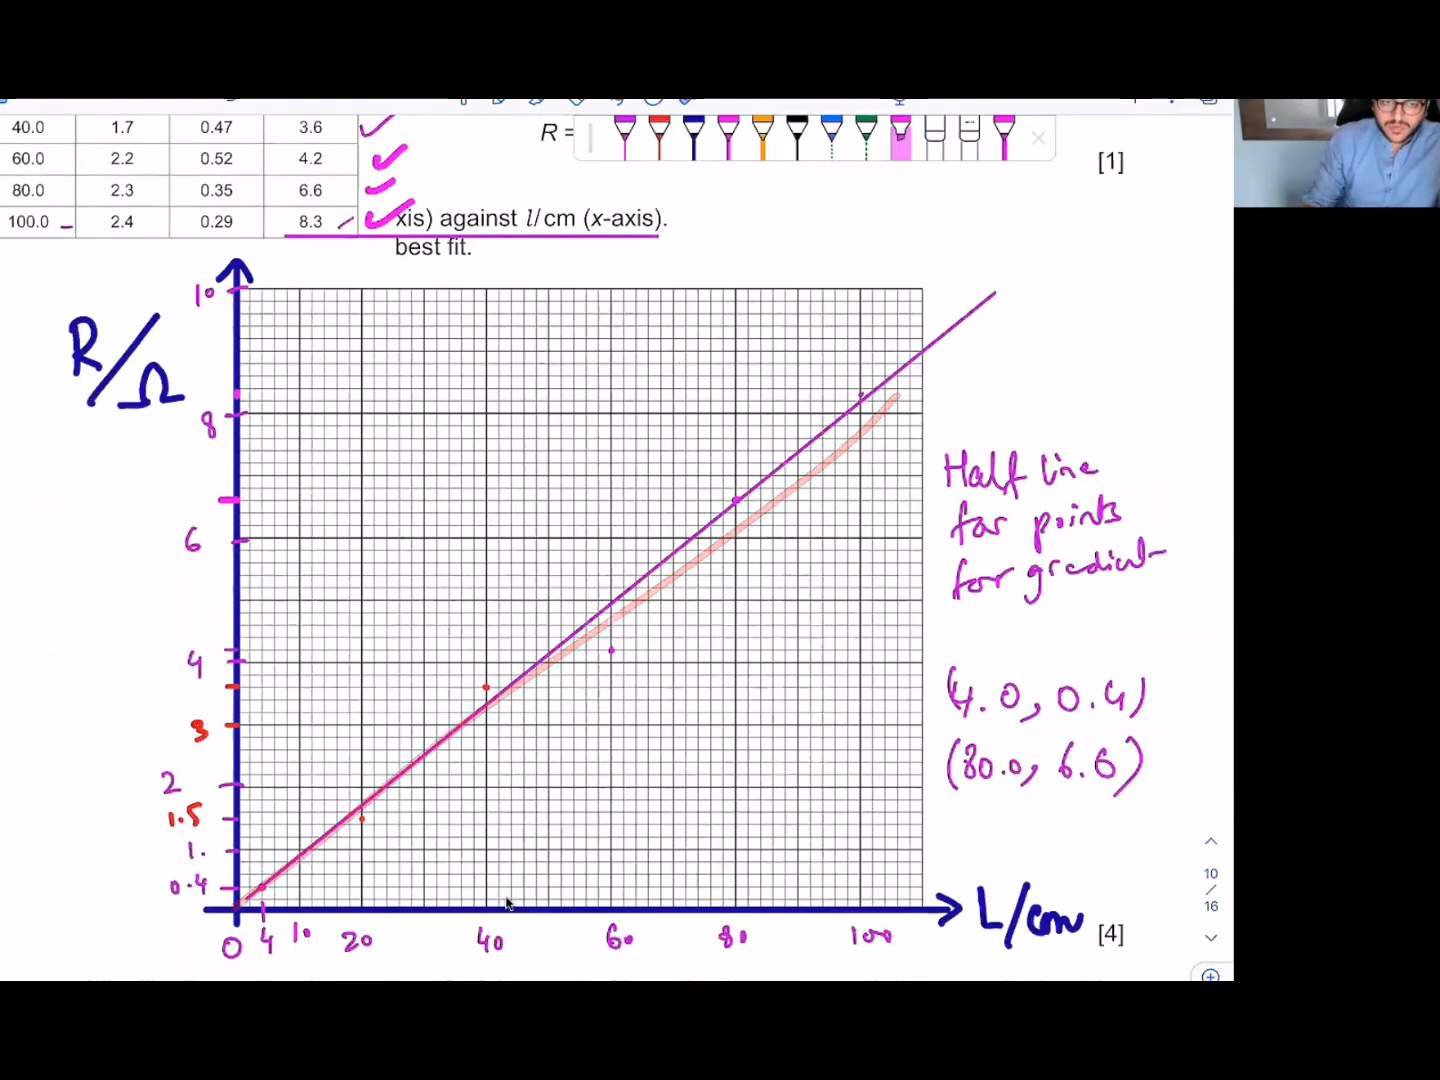 40.0 1.7 0.47 3.6
R =
60.0 2.2 0.52 4.2
[1]
80.0 2.3 0.35 6.6
100.0 2.4 0.29 8.3
xis) against l/cm (x-axis).
best fit.
10
R/Ω
8
6
4
3
2
1.5
1.
0.4
0 4 10 20 40 60 80 100
L/cm
[4]
Half line
for points
for gradient
(4.0, 0.4)
(80.0, 6.6)
10
/
16